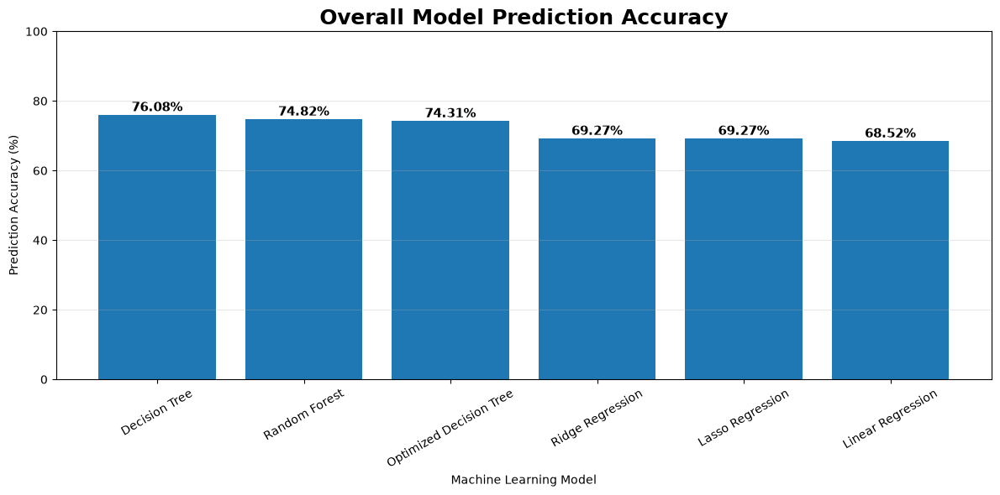 Overall Model Prediction Accuracy
Prediction Accuracy (%)
100
80
60
40
20
0
76.08%
74.82%
74.31%
69.27%
69.27%
68.52%
Decision Tree
Random Forest
Optimized Decision Tree
Ridge Regression
Lasso Regression
Linear Regression
Machine Learning Model